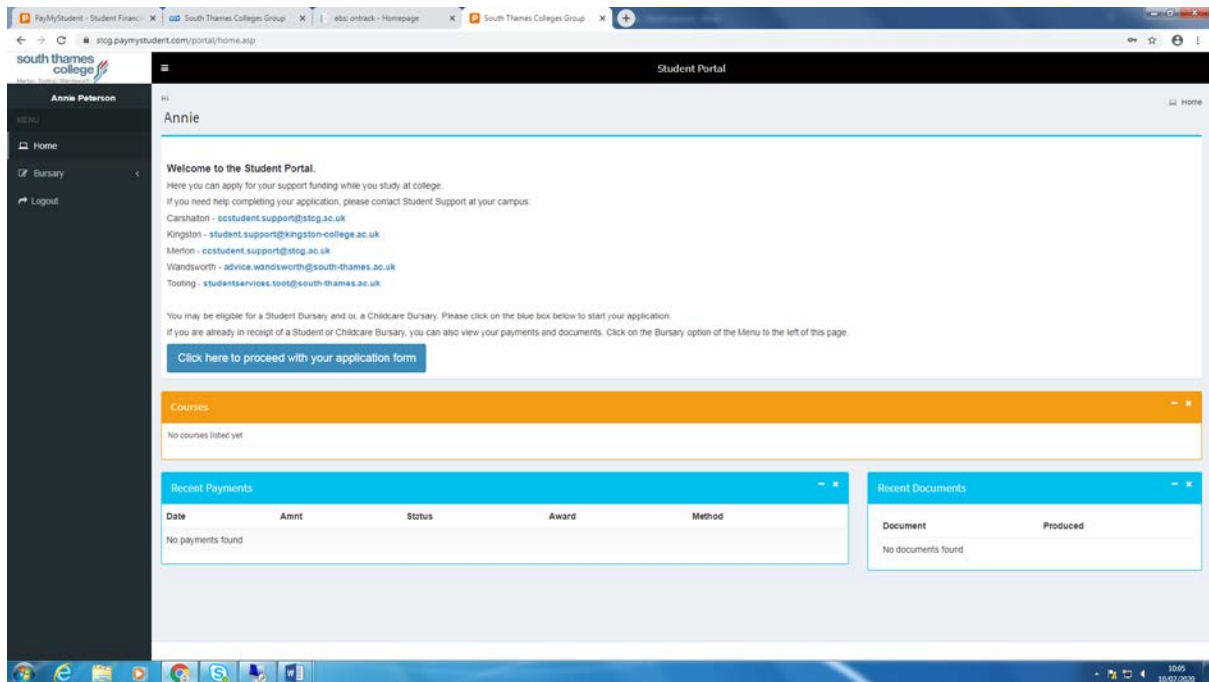 PayMyStudent - Student Financ
South Thames Colleges Group
ebs: ontrack - Homepage
South Thames Colleges Group
stcg.paymystudent.com/portal/home.asp
south thames
college
Student Portal
Annie Peterson
Hi
Home
Annie
MENU
Home
Bursary
Logout
Welcome to the Student Portal.
Here you can apply for your support funding while you study at college.
If you need help completing your application, please contact Student Support at your campus:
Carshalton - ccstudent.support@stcg.ac.uk
Kingston - student.support@kingston-college.ac.uk
Merton - ccstudent.support@stcg.ac.uk
Wandsworth - advice.wandsworth@south-thames.ac.uk
Tooting - studentservices.toot@south-thames.ac.uk
You may be eligible for a Student Bursary and or, a Childcare Bursary. Please click on the blue box below to start your application.
If you are already in receipt of a Student or Childcare Bursary, you can also view your payments and documents. Click on the Bursary option of the Menu to the left of this page.
Click here to proceed with your application form
Courses
No courses listed yet
Recent Payments
Date Amnt Status Award Method
No payments found
Recent Documents
Document Produced
No documents found
10:05
10/07/2020